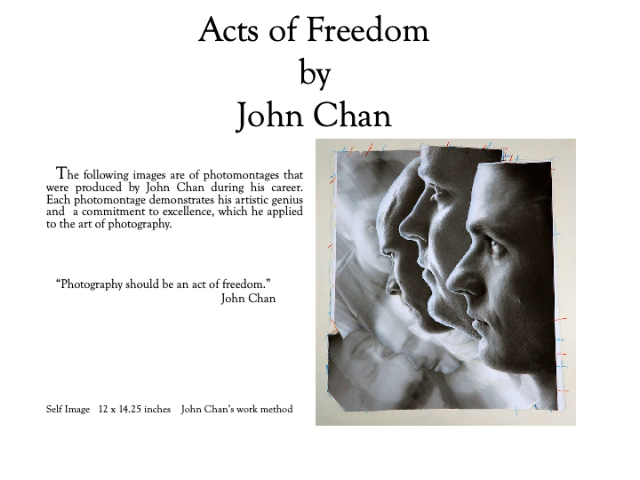 Acts of Freedom
by
John Chan
The following images are of photomontages that
were produced by John Chan during his career.
Each photomontage demonstrates his artistic genius
and a commitment to excellence, which he applied
to the art of photography.
“Photography should be an act of freedom.”
John Chan
Self Image 12 x 14.25 inches John Chan's work method